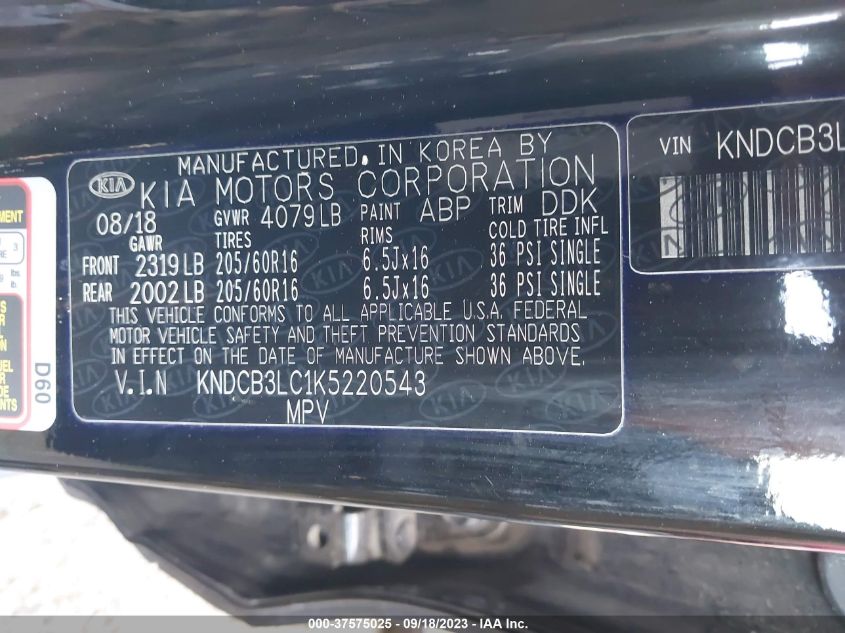 MANUFACTURED IN KOREA BY
KIA KIA MOTORS CORPORATION
08/18 GVWR 4079LB PAINT ABP TRIM DDK
GAWR TIRES RIMS COLD TIRE INFL
FRONT 2319LB 205/60R16 6.5Jx16 36 PSI SINGLE
REAR 2002LB 205/60R16 6.5Jx16 36 PSI SINGLE
THIS VEHICLE CONFORMS TO ALL APPLICABLE U.S.A. FEDERAL
MOTOR VEHICLE SAFETY AND THEFT PREVENTION STANDARDS
IN EFFECT ON THE DATE OF MANUFACTURE SHOWN ABOVE.
V.I.N KNDCB3LC1K5220543
MPV
VIN KNDCB3L
D60
000-37575025 - 09/18/2023 - IMAGE © IAA, LLC.